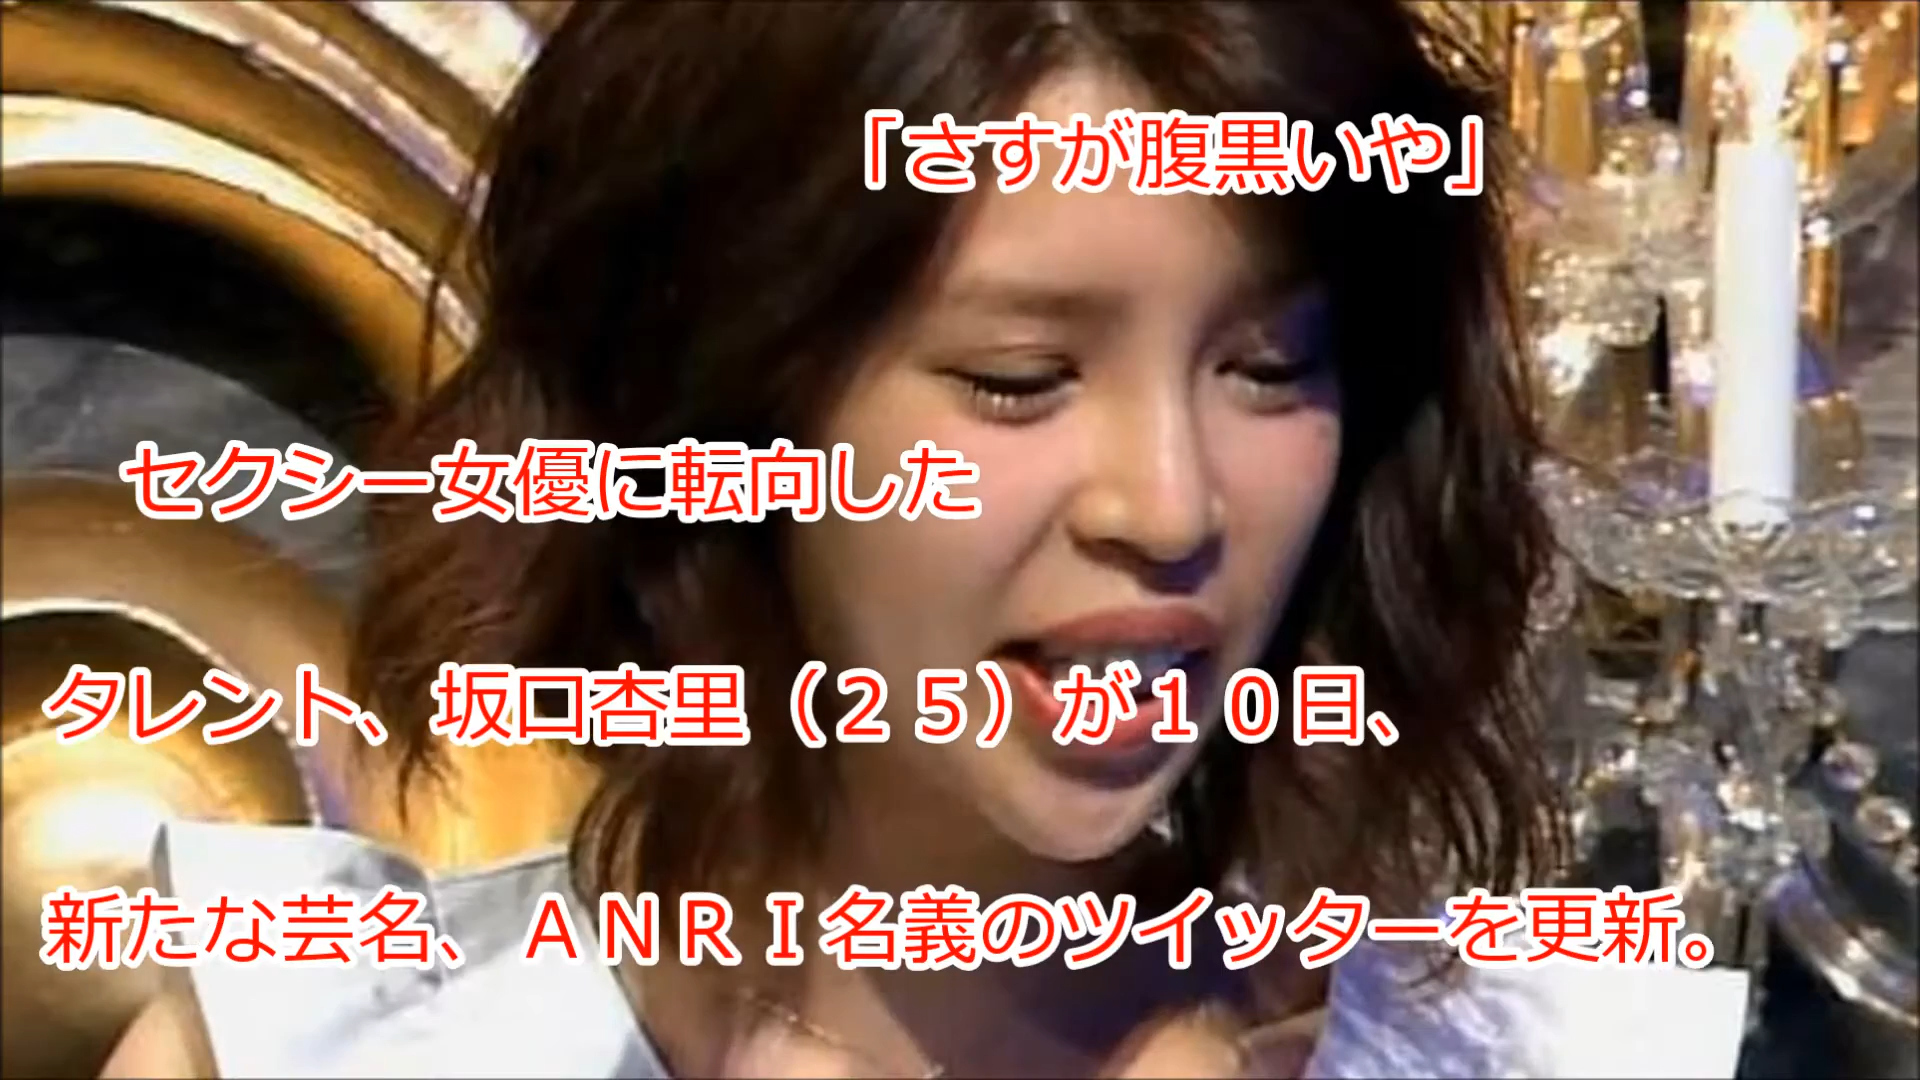 「さすが腹黒いや」
セクシー女優に転向した
タレント、坂口杏里（２５）が１０日、
新たな芸名、ＡＮＲＩ名義のツイッターを更新。